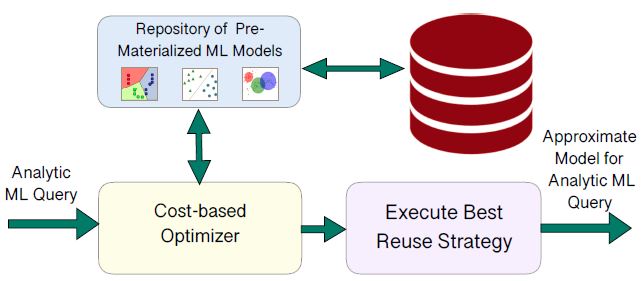 Repository of Pre-
Materialized ML Models
Analytic
ML Query
Cost-based
Optimizer
Execute Best
Reuse Strategy
Approximate
Model for
Analytic ML
Query